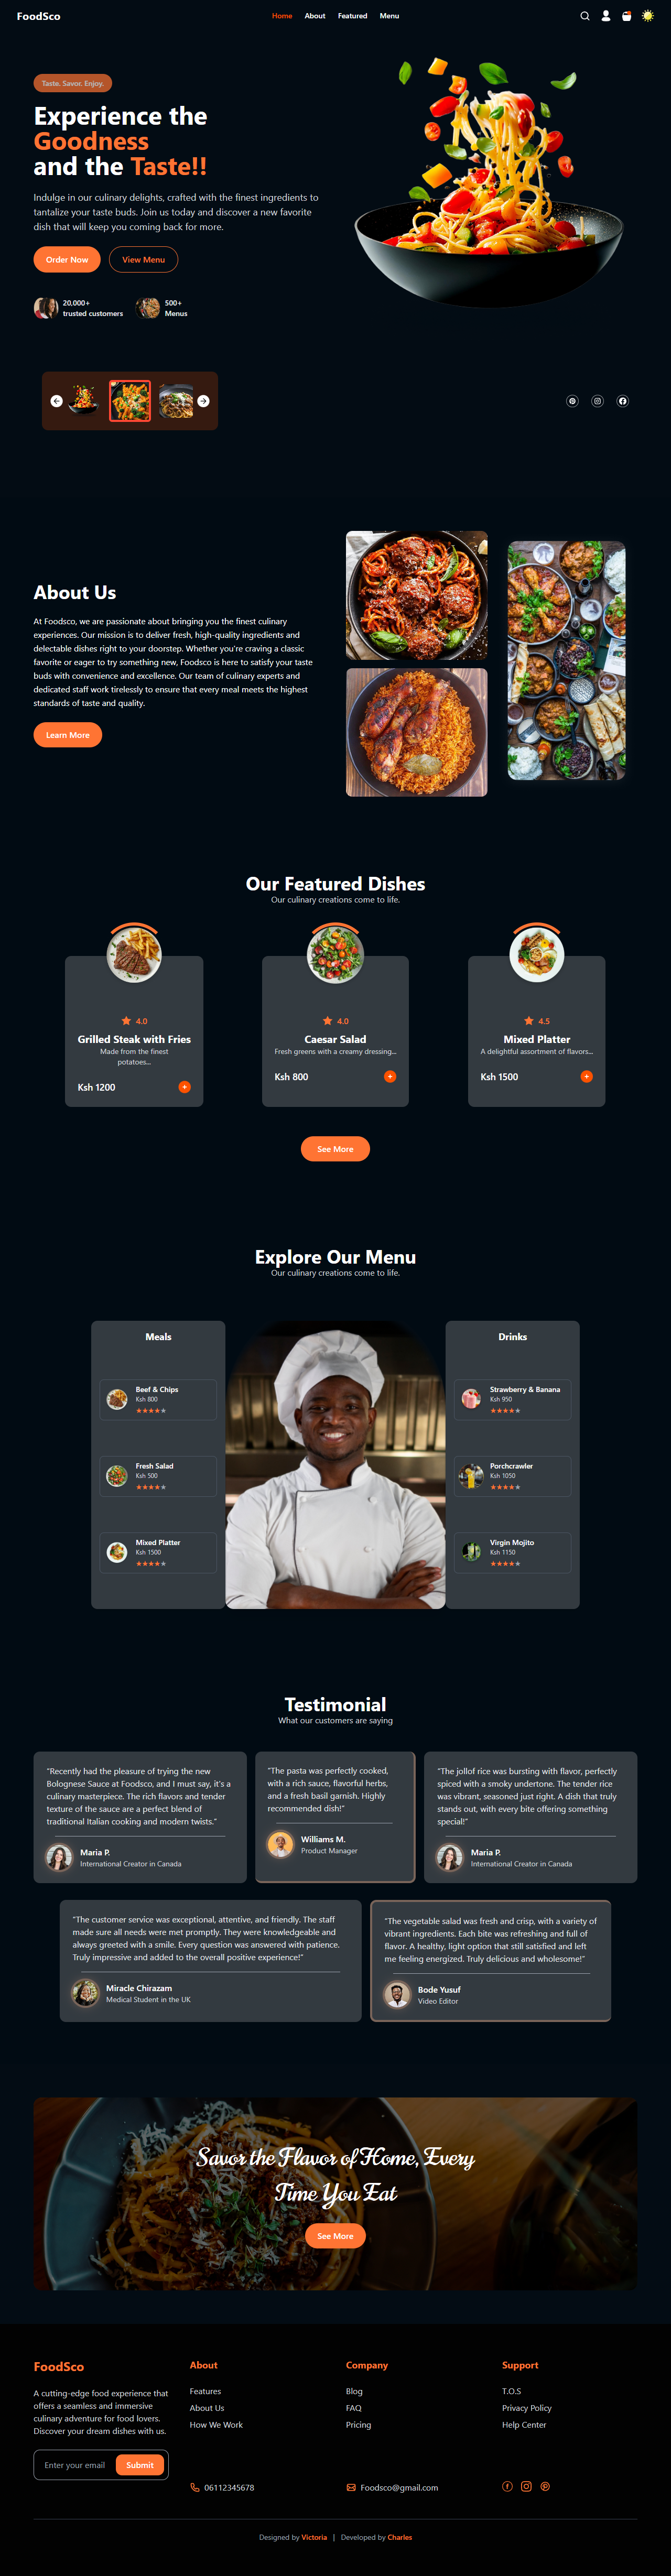 FoodSco
Home About Featured Menu
Taste. Savor. Enjoy.
Experience the
Goodness
and the Taste!!
Indulge in our culinary delights, crafted with the finest ingredients to
tantalize your taste buds. Join us today and discover a new favorite
dish that will keep you coming back for more.
Order Now View Menu
20,000+
trusted customers
500+
Menus
About Us
At Foodsco, we are passionate about bringing you the finest culinary
experiences. Our mission is to deliver fresh, high-quality ingredients and
delectable dishes right to your doorstep. Whether you're craving a classic
favorite or eager to try something new, Foodsco is here to satisfy your taste
buds with convenience and excellence. Our team of culinary experts and
dedicated staff work tirelessly to ensure that every meal meets the highest
standards of taste and quality.
Learn More
Our Featured Dishes
Our culinary creations come to life.
4.0
Grilled Steak with Fries
Made from the finest
potatoes...
Ksh 1200
4.0
Caesar Salad
Fresh greens with a creamy dressing...
Ksh 800
4.5
Mixed Platter
A delightful assortment of flavors...
Ksh 1500
See More
Explore Our Menu
Our culinary creations come to life.
Meals
Beef & Chips
Ksh 800
Fresh Salad
Ksh 500
Mixed Platter
Ksh 1500
Drinks
Strawberry & Banana
Ksh 950
Porchcrawler
Ksh 1050
Virgin Mojito
Ksh 1150
Testimonial
What our customers are saying
"Recently had the pleasure of trying the new
Bolognese Sauce at Foodsco, and I must say, it's a
culinary masterpiece. The rich flavors and tender
texture of the sauce are a perfect blend of
traditional Italian cooking and modern twists."
Maria P.
International Creator in Canada
"The pasta was perfectly cooked,
with a rich sauce, flavorful herbs,
and a fresh basil garnish. Highly
recommended dish!"
Williams M.
Product Manager
"The jollof rice was bursting with flavor, perfectly
spiced with a smoky undertone. The tender rice
was vibrant, seasoned just right. A dish that truly
stands out, with every bite offering something
special!"
Maria P.
International Creator in Canada
"The customer service was exceptional, attentive, and friendly. The staff
made sure all needs were met promptly. They were knowledgeable and
always greeted with a smile. Every question was answered with patience.
Truly impressive and added to the overall positive experience!"
Miracle Chirazam
Medical Student in the UK
"The vegetable salad was fresh and crisp, with a variety of
vibrant ingredients. Each bite was refreshing and full of
flavor. A healthy, light option that still satisfied and left
me feeling energized. Truly delicious and wholesome!"
Bode Yusuf
Video Editor
Savor the Flavor of Home, Every
Time You Eat
See More
FoodSco
A cutting-edge food experience that
offers a seamless and immersive
culinary adventure for food lovers.
Discover your dream dishes with us.
Enter your email Submit
About
Features
About Us
How We Work
06112345678
Company
Blog
FAQ
Pricing
Foodsco@gmail.com
Support
T.O.S
Privacy Policy
Help Center
Designed by Victoria | Developed by Charles